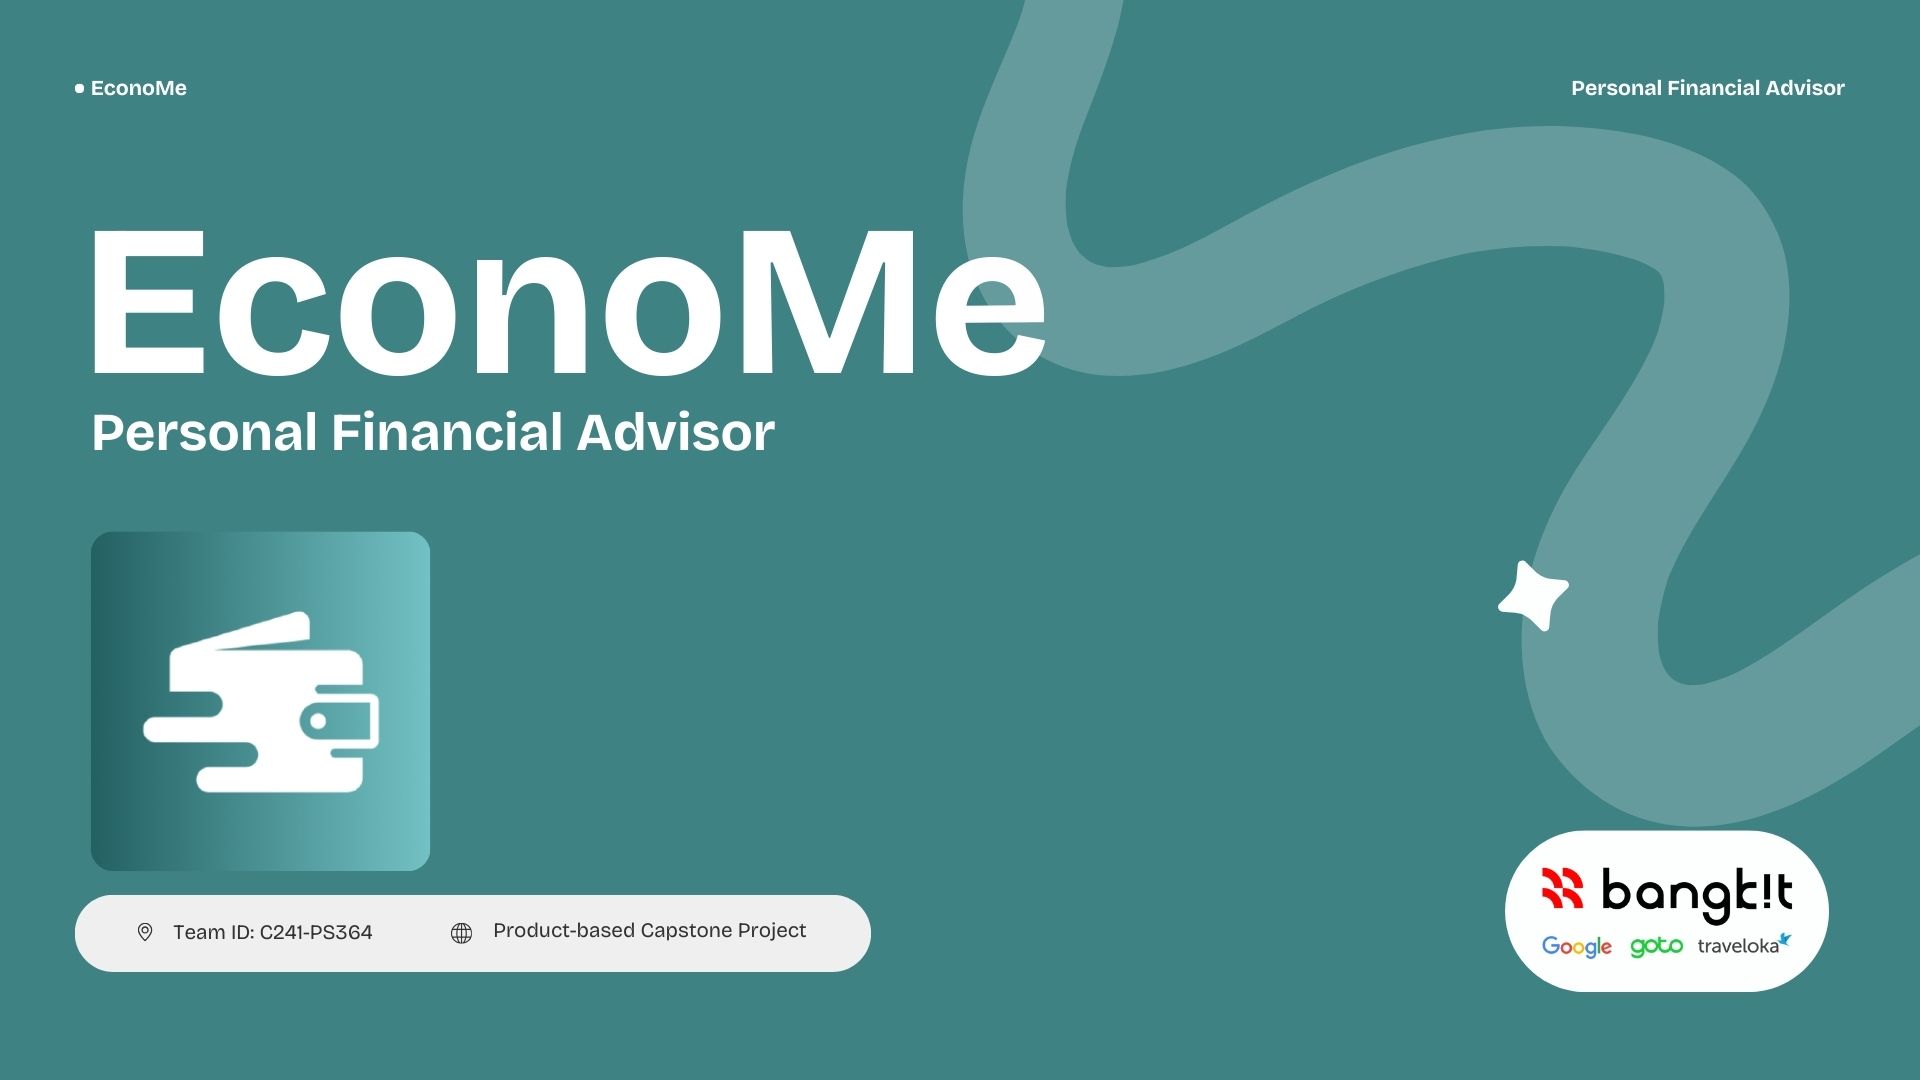 EconoMe
Personal Financial Advisor
EconoMe
Personal Financial Advisor
Team ID: C241-PS364
Product-based Capstone Project
bangk!t
Google goto traveloka